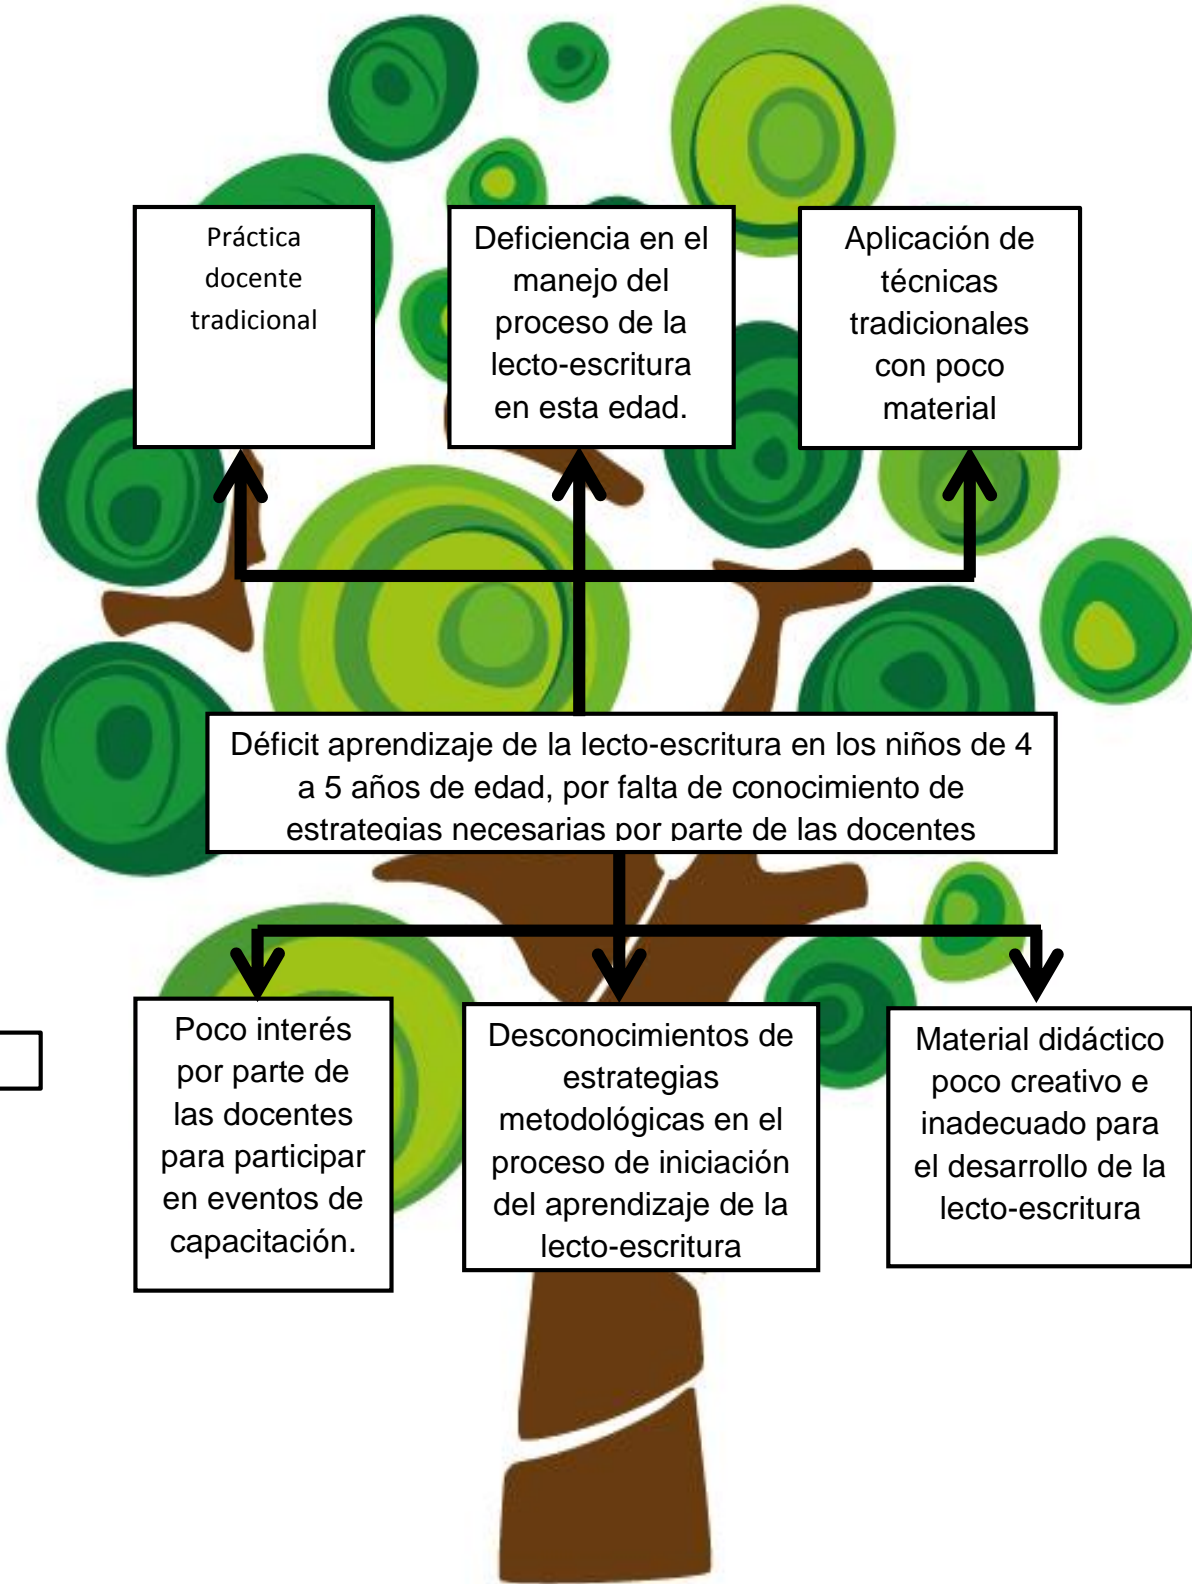 Práctica
docente
tradicional
Deficiencia en el
manejo del
proceso de la
lecto-escritura
en esta edad.
Aplicación de
técnicas
tradicionales
con poco
material
Déficit aprendizaje de la lecto-escritura en los niños de 4
a 5 años de edad, por falta de conocimiento de
estrategias necesarias por parte de las docentes
Poco interés
por parte de
las docentes
para participar
en eventos de
capacitación.
Desconocimientos de
estrategias
metodológicas en el
proceso de iniciación
del aprendizaje de la
lecto-escritura
Material didáctico
poco creativo e
inadecuado para
el desarrollo de la
lecto-escritura